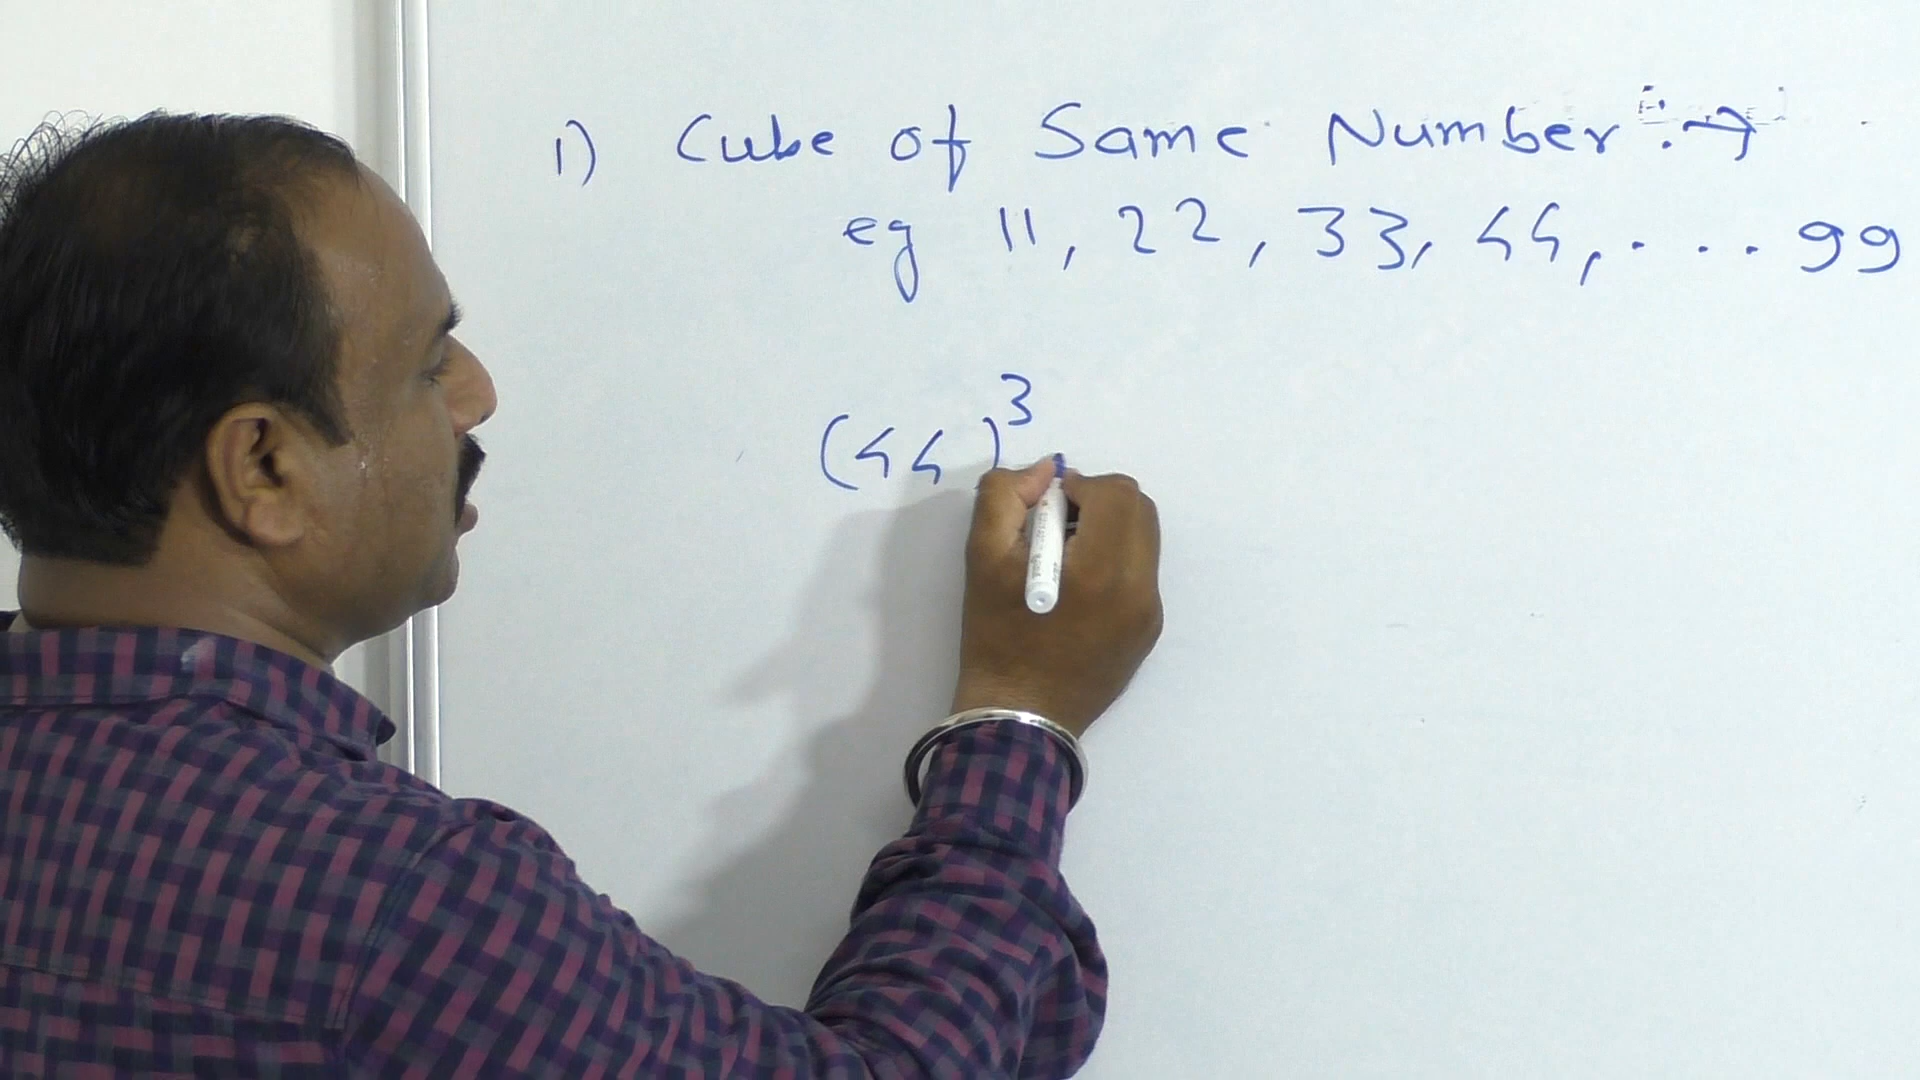 1) Cube of Same Number. →
eg 11, 22, 33, 44, . . . . 99
(44)³